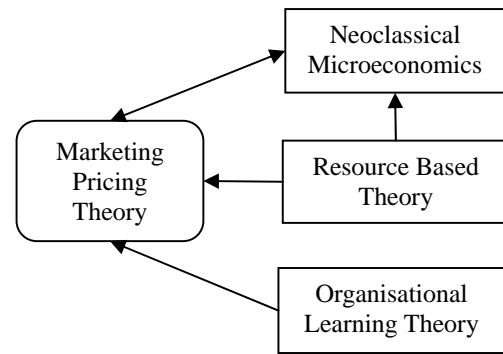 Neoclassical
Microeconomics
Marketing
Pricing
Theory
Resource Based
Theory
Organisational
Learning Theory